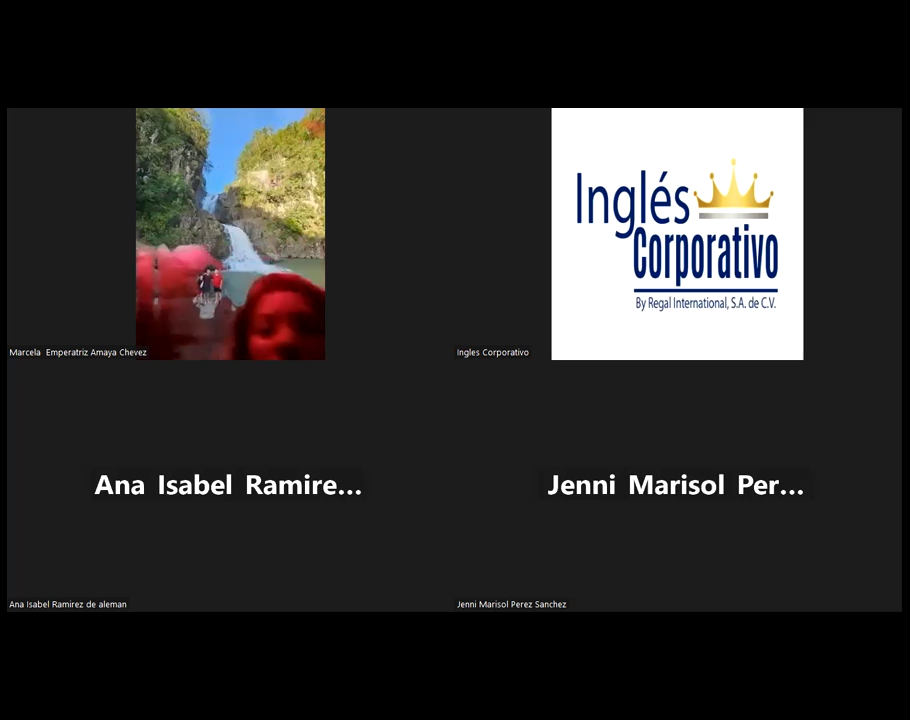 Inglés
Corporativo
By Regal International, S.A. de C.V.
Marcela Emperatriz Amaya Chevez
Ingles Corporativo
Ana Isabel Ramire...
Jenni Marisol Per...
Ana Isabel Ramirez de aleman
Jenni Marisol Perez Sanchez